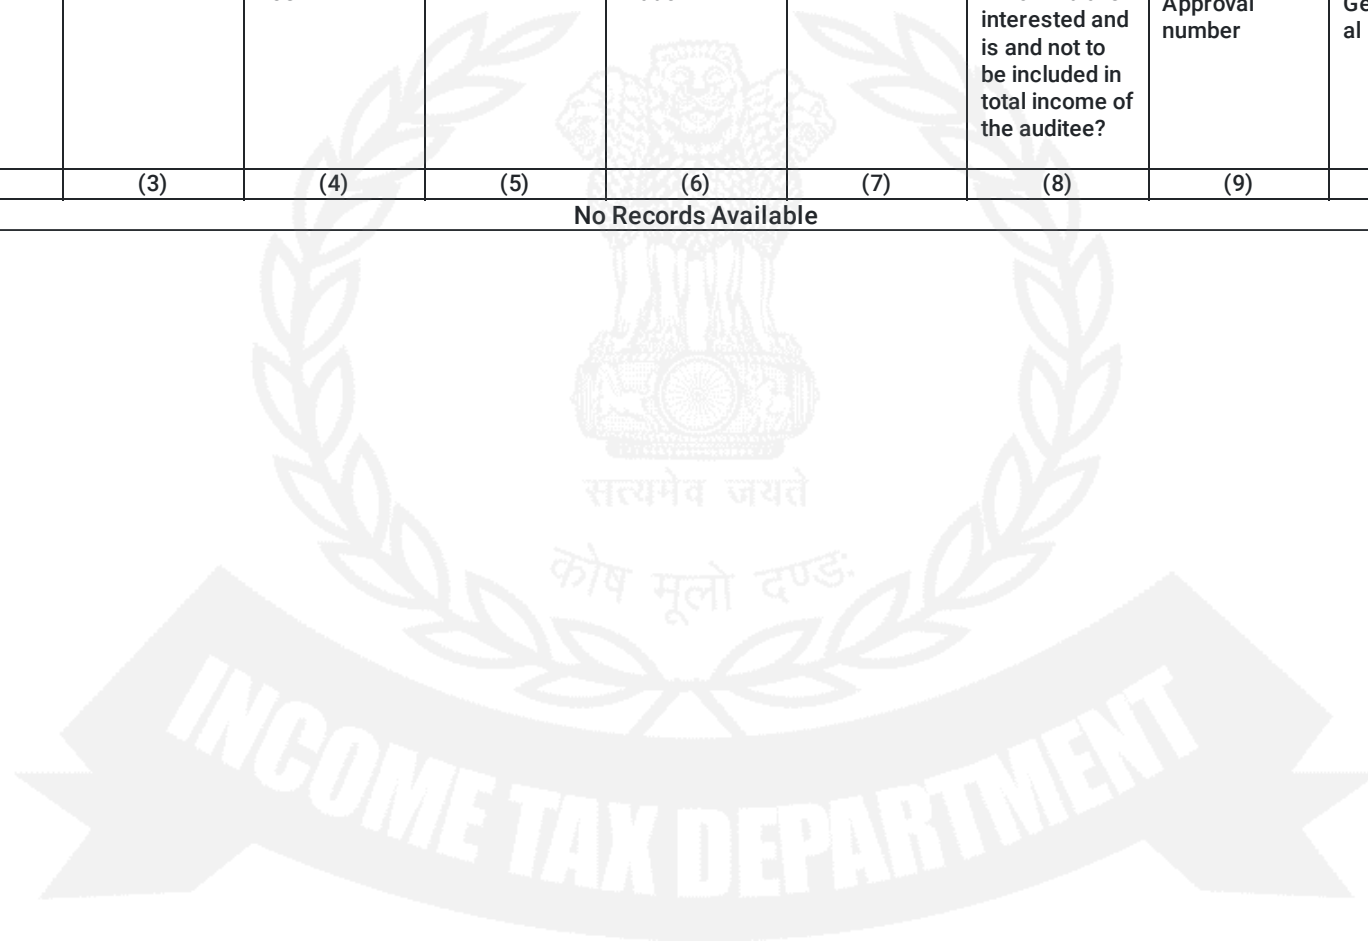 interested and
is and not to
be included in
total income of
the auditee?
Approval
number
al
(3) (4) (5) (6) (7) (8) (9)
No Records Available
सत्यमेव जयते
कोष मूलो दण्डः
INCOME TAX DEPARTMENT